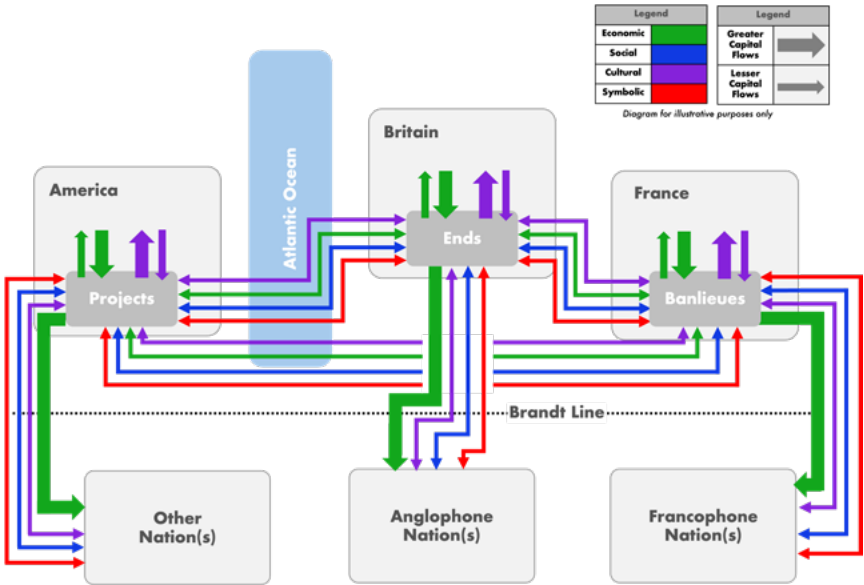 Legend
Economic
Social
Cultural
Symbolic
Legend
Greater
Capital
Flows
Lesser
Capital
Flows
Diagram for illustrative purposes only
Britain
America
France
Atlantic Ocean
Ends
Projects
Banlieues
Brandt Line
Other
Nation(s)
Anglophone
Nation(s)
Francophone
Nation(s)